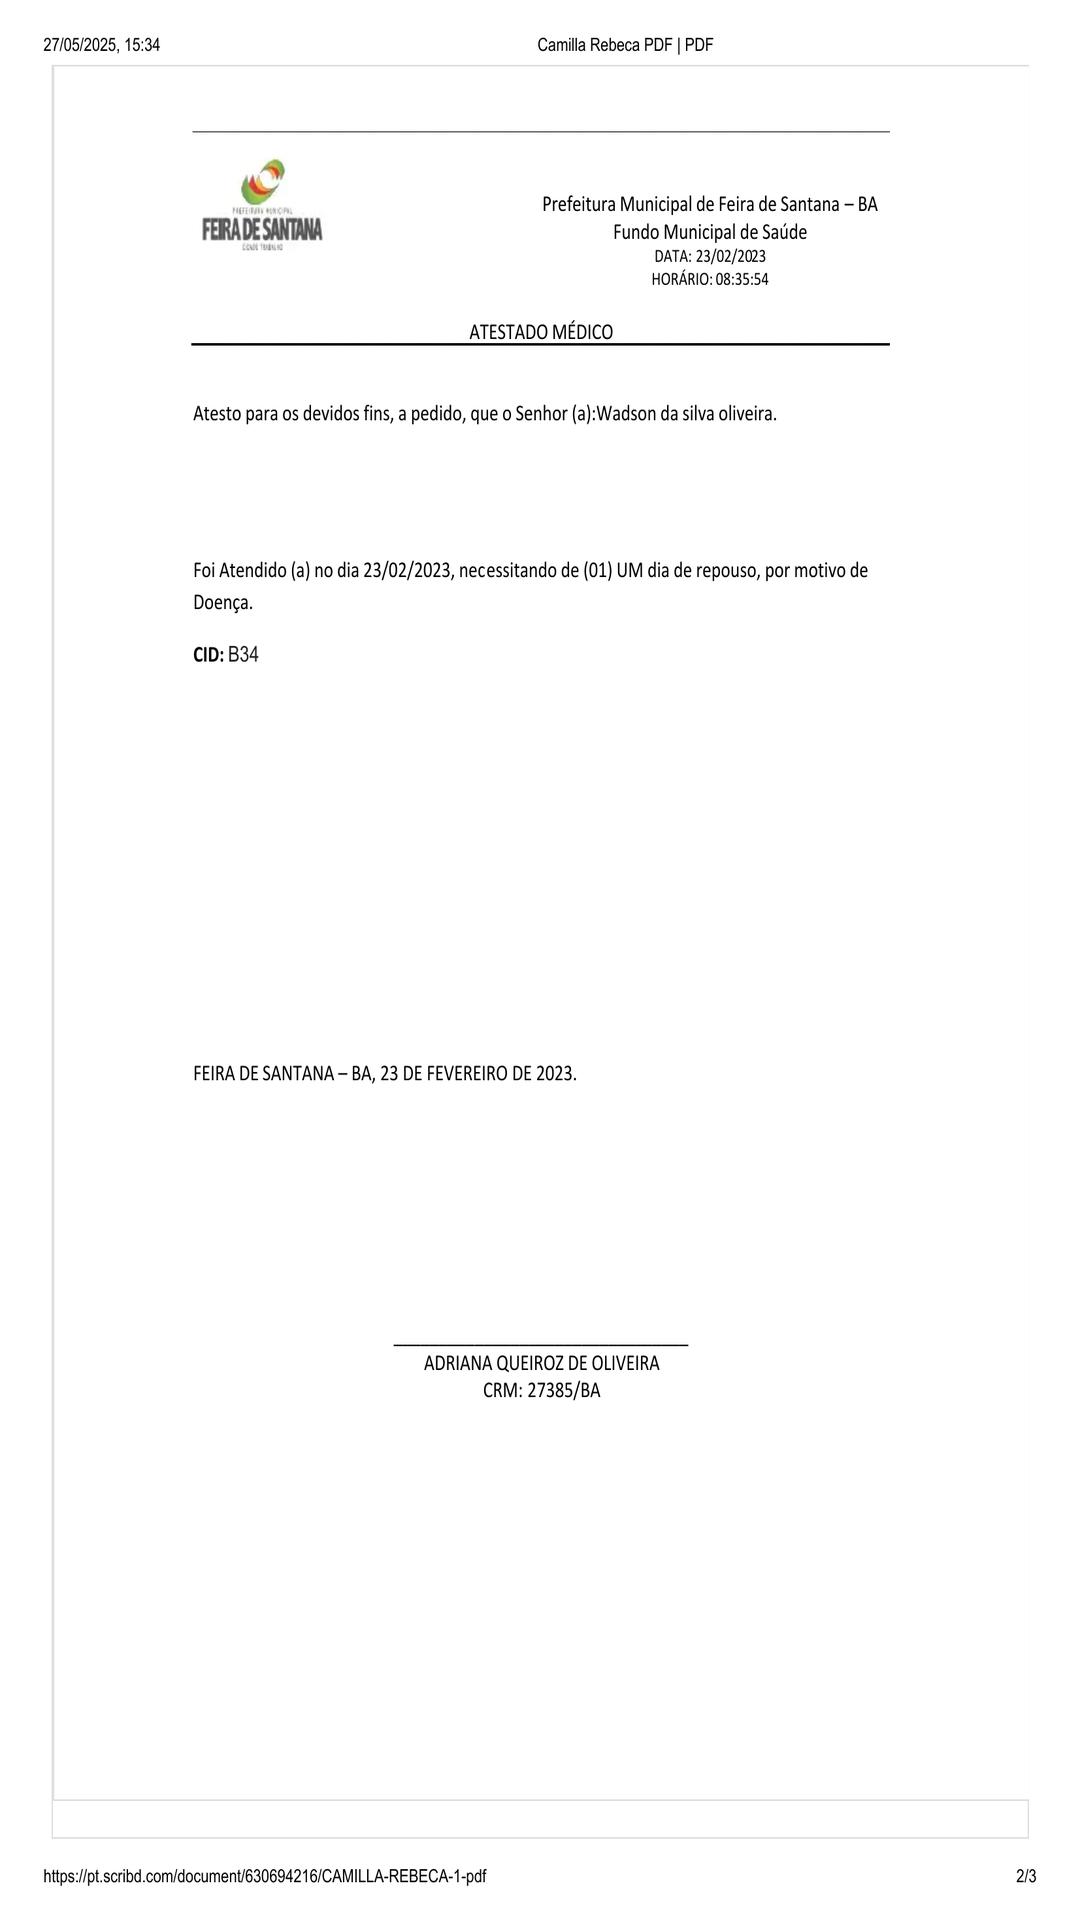 27/05/2025, 15:34 Camilla Rebeca PDF | PDF
PREFEITURA MUNICIPAL
FEIRA DE SANTANA
CIDADE TRABALHO
Prefeitura Municipal de Feira de Santana – BA
Fundo Municipal de Saúde
DATA: 23/02/2023
HORÁRIO: 08:35:54
ATESTADO MÉDICO
Atesto para os devidos fins, a pedido, que o Senhor (a):Wadson da silva oliveira.
Foi Atendido (a) no dia 23/02/2023, necessitando de (01) UM dia de repouso, por motivo de
Doença.
CID: B34
FEIRA DE SANTANA – BA, 23 DE FEVEREIRO DE 2023.
ADRIANA QUEIROZ DE OLIVEIRA
CRM: 27385/BA
https://pt.scribd.com/document/630694216/CAMILLA-REBECA-1-pdf 2/3